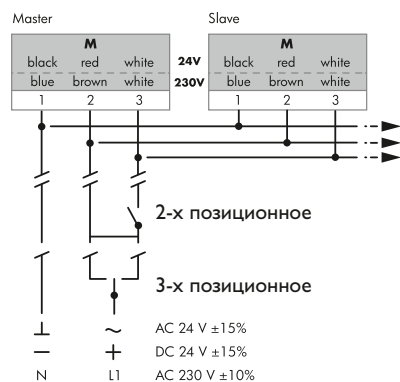 Master Slave
M M
black red white 24V black red white
blue brown white 230V blue brown white
1 2 3 1 2 3
2-х позиционное
3-х позиционное
⊥ ~ AC 24 V ±15%
− + DC 24 V ±15%
N L1 AC 230 V ±10%